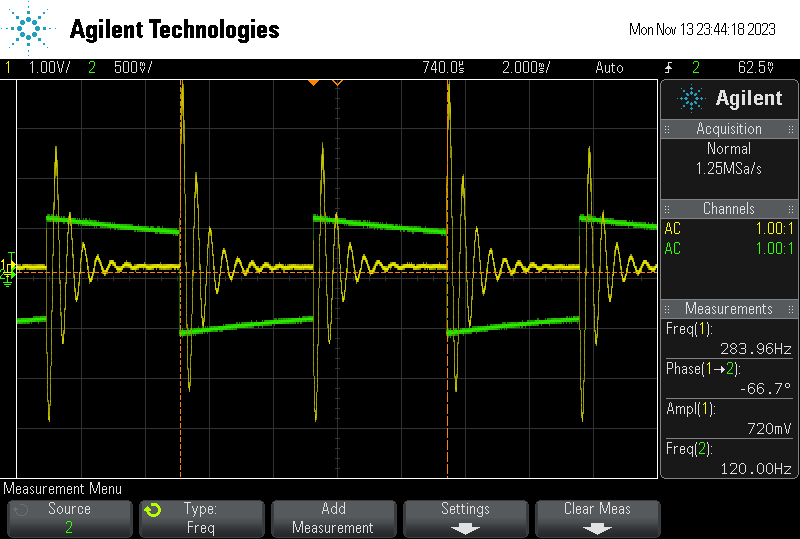 Agilent Technologies
Mon Nov 13 23:44:18 2023
1 1.00V/ 2 500mV/ 740.0us 2.000ms/ Auto 2 62.5mV
Agilent
Acquisition
Normal
1.25MSa/s
Channels
AC 1.00:1
AC 1.00:1
Measurements
Freq(1):
283.96Hz
Phase(1→2):
-66.7°
Ampl(1):
720mV
Freq(2):
120.00Hz
1
Measurement Menu
Source
2
Type:
Freq
Add
Measurement
Settings
Clear Meas